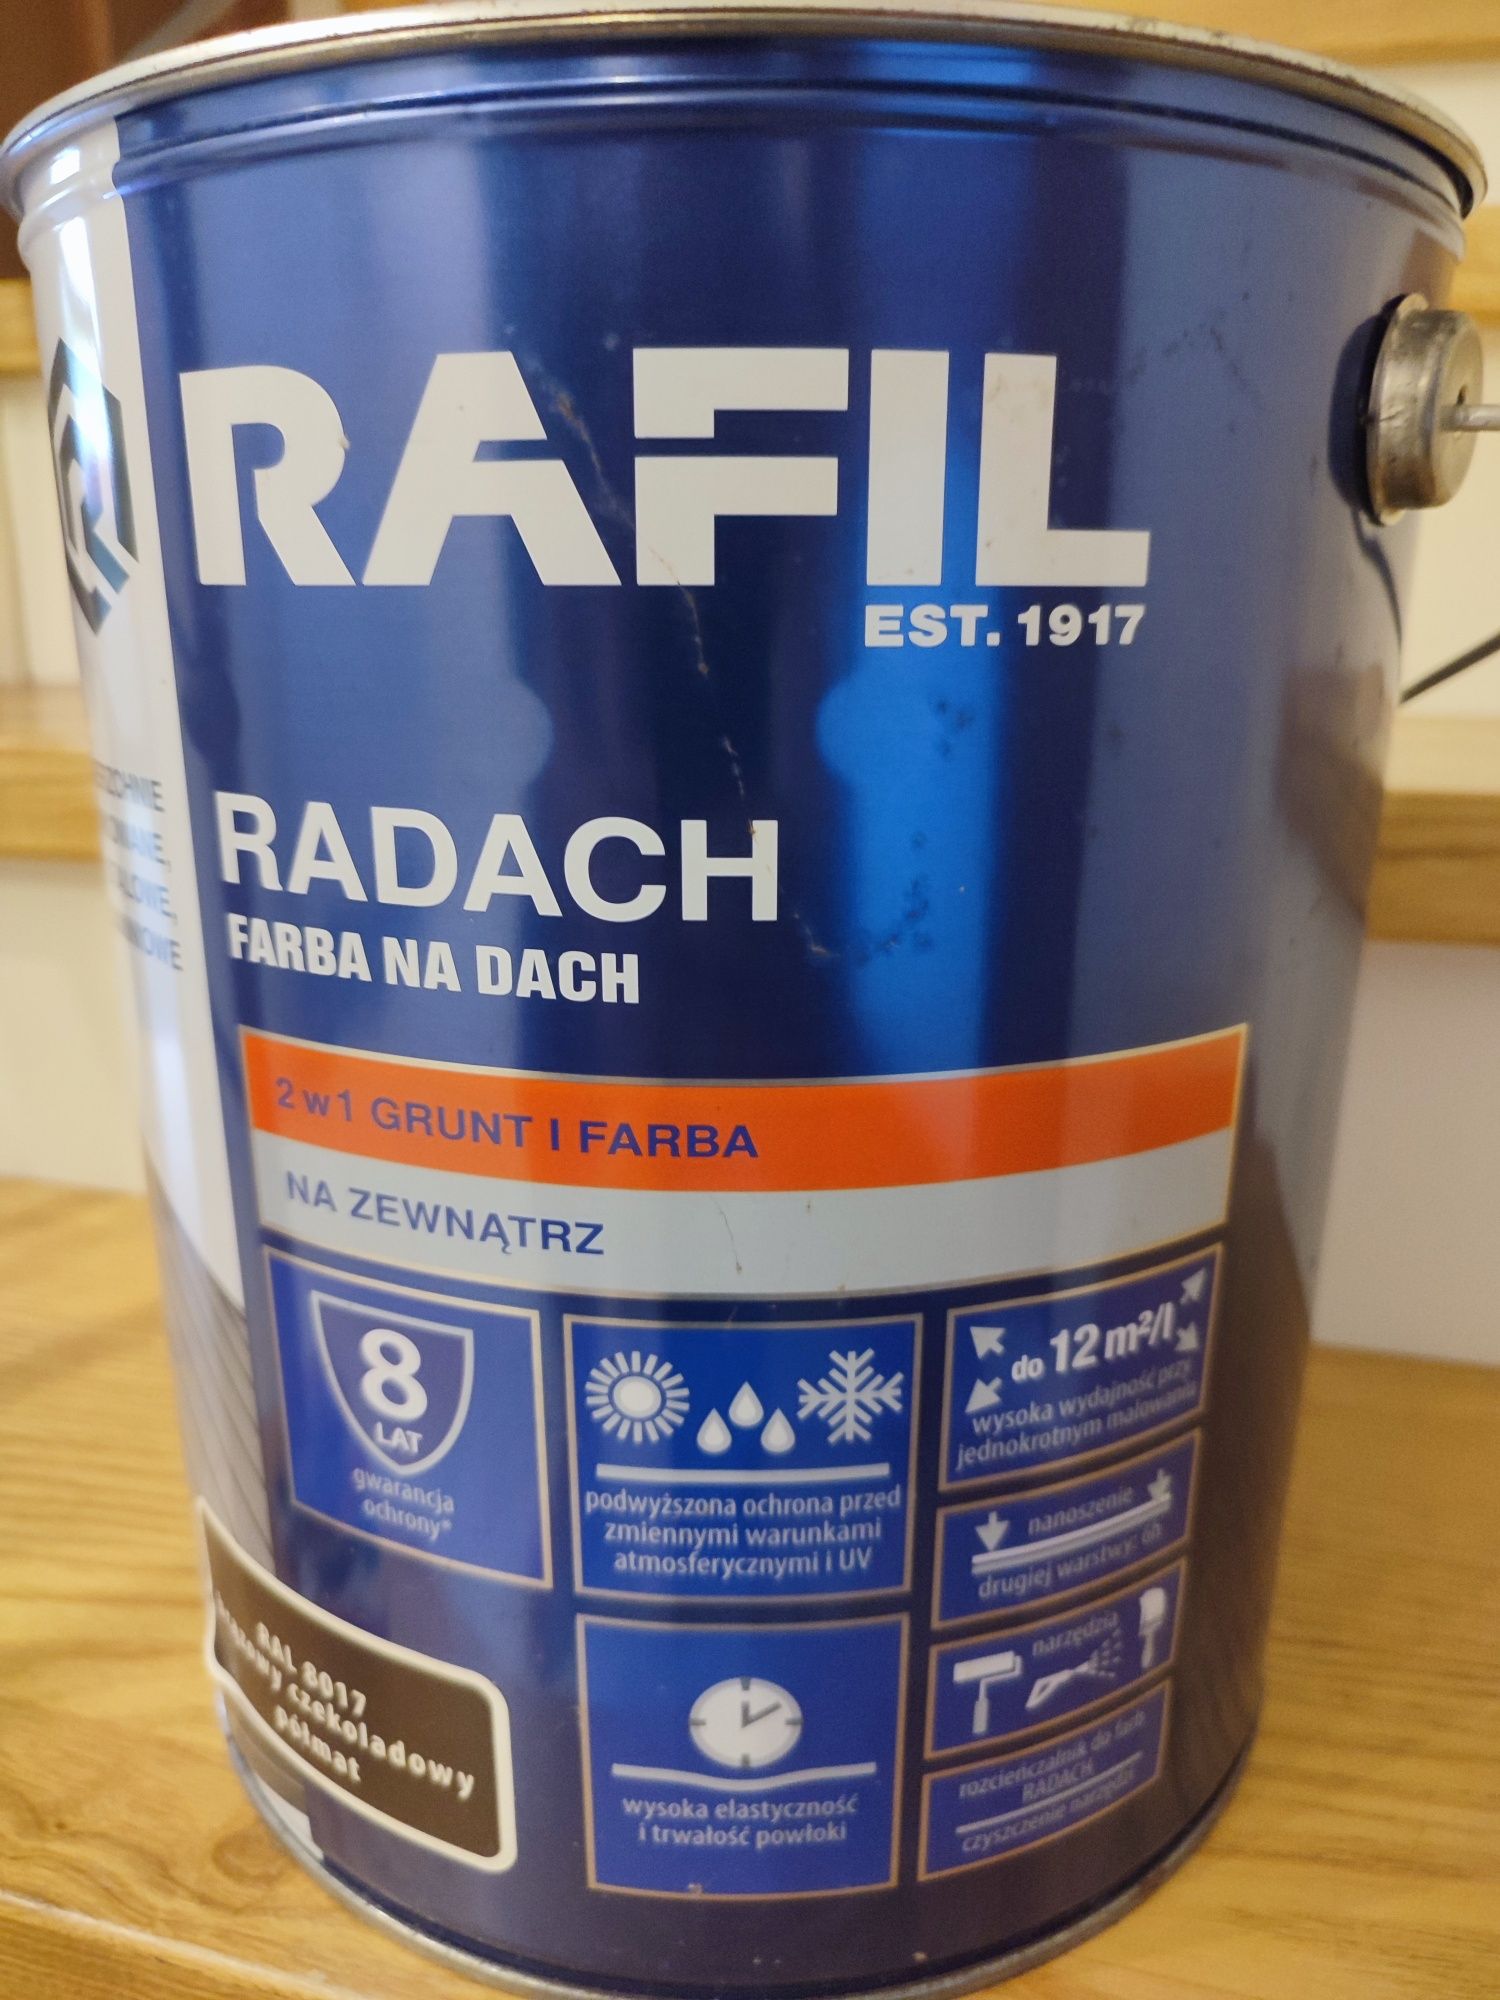 RAFIL
EST. 1917
RADACH
FARBA NA DACH
2 w 1 GRUNT I FARBA
NA ZEWNĄTRZ
8
LAT
gwarancja
ochrony*
podwyższona ochrona przed
zmiennymi warunkami
atmosferycznymi i UV
wysoka elastyczność
i trwałość powłoki
do 12 m²/l
wysoka wydajność przy
jednokrotnym malowaniu
nanoszenie
drugiej warstwy: 6h
narzędzia
rozcieńczalnik do farb
RADACH
czyszczenie narzędzi
RAL 8017
brązowy czekoladowy
półmat